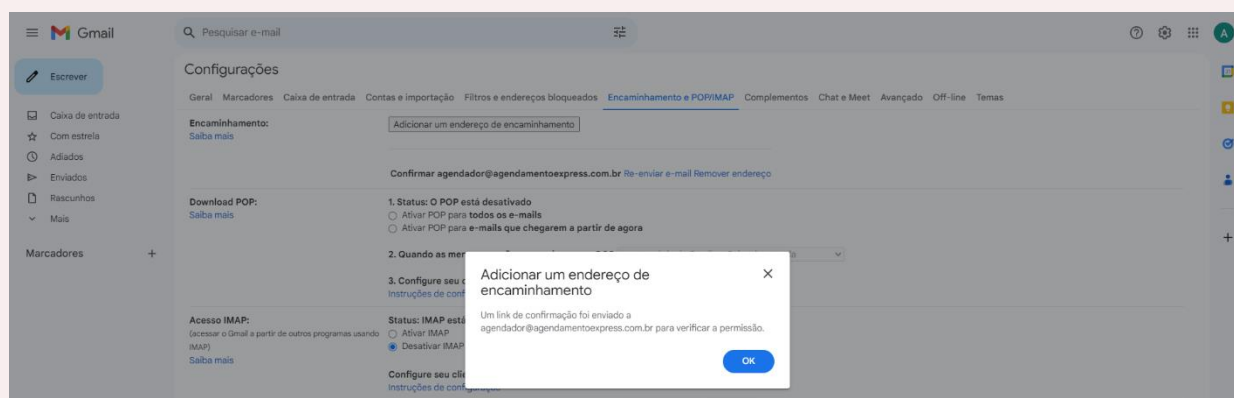 Gmail
Pesquisar e-mail
A
Escrever
Caixa de entrada
Com estrela
Adiados
Enviados
Rascunhos
Mais
Marcadores
Configurações
Geral Marcadores Caixa de entrada Contas e importação Filtros e endereços bloqueados Encaminhamento e POP/IMAP Complementos Chat e Meet Avançado Off-line Temas
Encaminhamento:
Saiba mais
Adicionar um endereço de encaminhamento
Confirmar agendador@agendamentoexpress.com.br Re-enviar e-mail Remover endereço
Download POP:
Saiba mais
1. Status: O POP está desativado
Ativar POP para todos os e-mails
Ativar POP para e-mails que chegarem a partir de agora
2. Quando as
3. Configure seu
Instruções de
Acesso IMAP:
(acessar o Gmail a partir de outros programas usando
IMAP)
Saiba mais
Status: IMAP
Ativar IMAP
Desativar IMAP
Configure seu
Instruções de
Adicionar um endereço de
encaminhamento
Um link de confirmação foi enviado a
agendador@agendamentoexpress.com.br para verificar a permissão.
OK